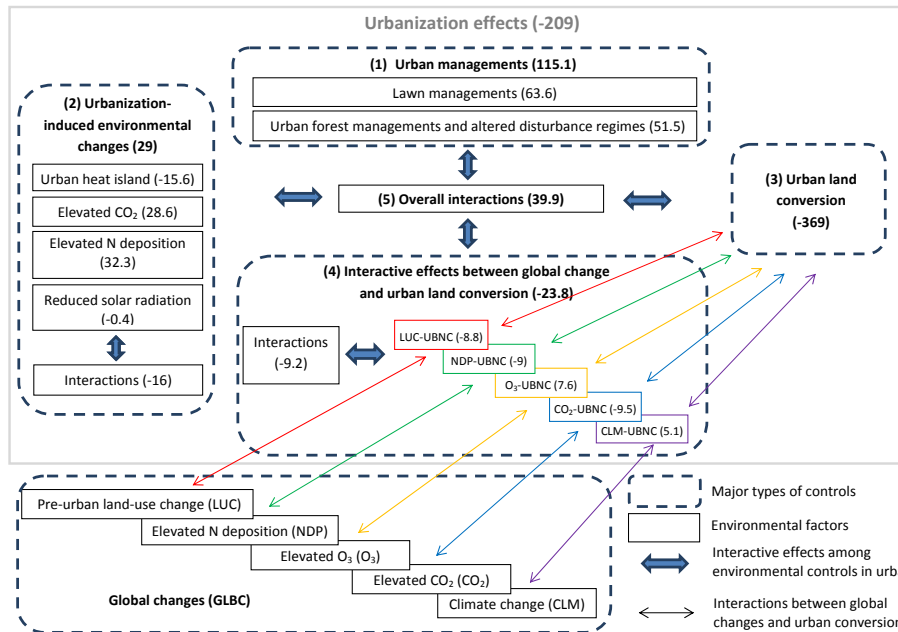 Urbanization effects (-209)
(1) Urban managements (115.1)
Lawn managements (63.6)
Urban forest managements and altered disturbance regimes (51.5)
(2) Urbanization-
induced environmental
changes (29)
Urban heat island (-15.6)
Elevated CO₂ (28.6)
Elevated N deposition
(32.3)
Reduced solar radiation
(-0.4)
Interactions (-16)
(5) Overall interactions (39.9)
(3) Urban land
conversion
(-369)
(4) Interactive effects between global change
and urban land conversion (-23.8)
Interactions
(-9.2)
LUC-UBNC (-8.8)
NDP-UBNC (-9)
O₃-UBNC (7.6)
CO₂-UBNC (-9.5)
CLM-UBNC (5.1)
Pre-urban land-use change (LUC)
Elevated N deposition (NDP)
Elevated O₃ (O₃)
Elevated CO₂ (CO₂)
Climate change (CLM)
Global changes (GLBC)
Major types of controls
Environmental factors
Interactive effects among
environmental controls in urba
Interactions between global
changes and urban conversion